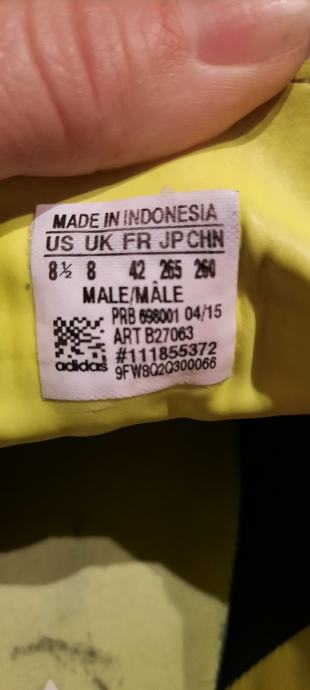 MADE IN INDONESIA
US UK FR JP CHN
8½ 8 42 265 260
MALE/MÂLE
PRB 698001 04/15
ART B27063
#111855372
adidas 9FW8Q2Q300066